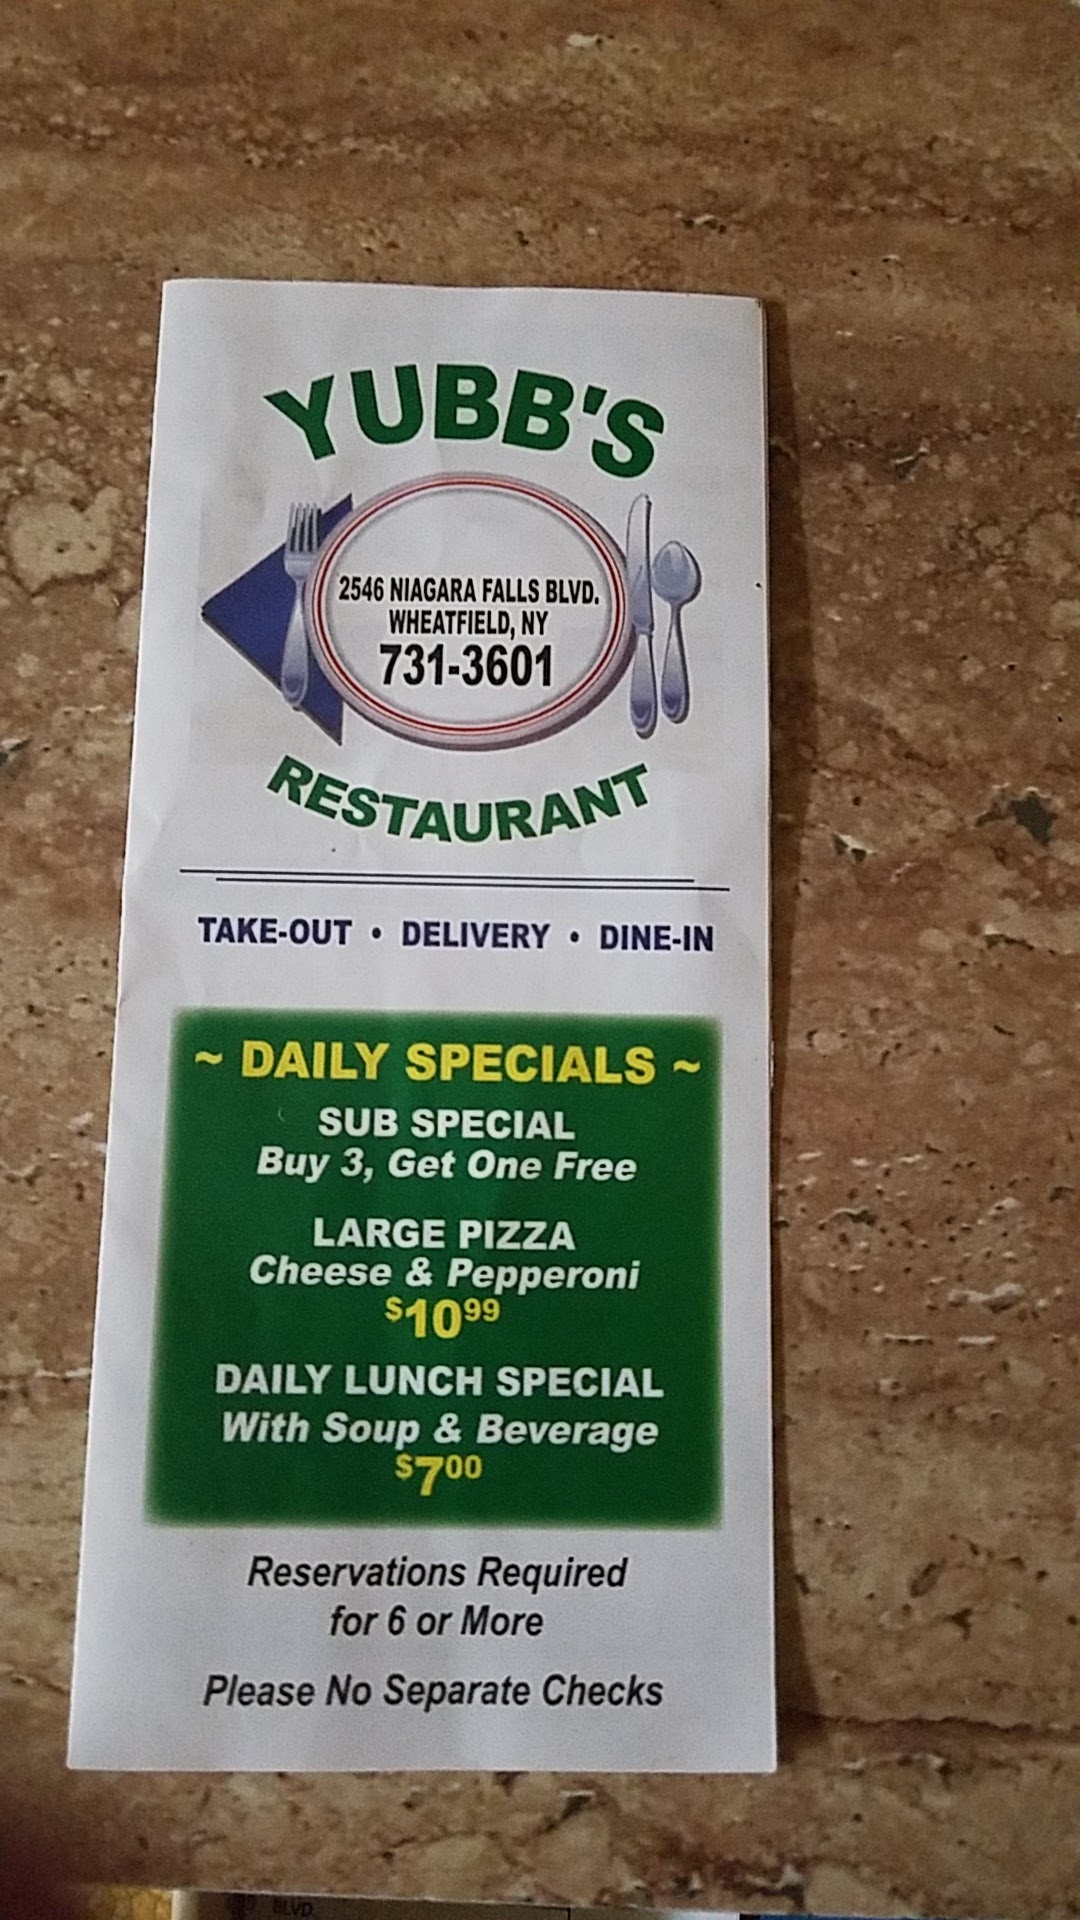 YUBB'S
2546 NIAGARA FALLS BLVD.
WHEATFIELD, NY
731-3601
RESTAURANT
TAKE-OUT • DELIVERY • DINE-IN
~ DAILY SPECIALS ~
SUB SPECIAL
Buy 3, Get One Free
LARGE PIZZA
Cheese & Pepperoni
$10.99
DAILY LUNCH SPECIAL
With Soup & Beverage
$7.00
Reservations Required
for 6 or More
Please No Separate Checks
BLVD.